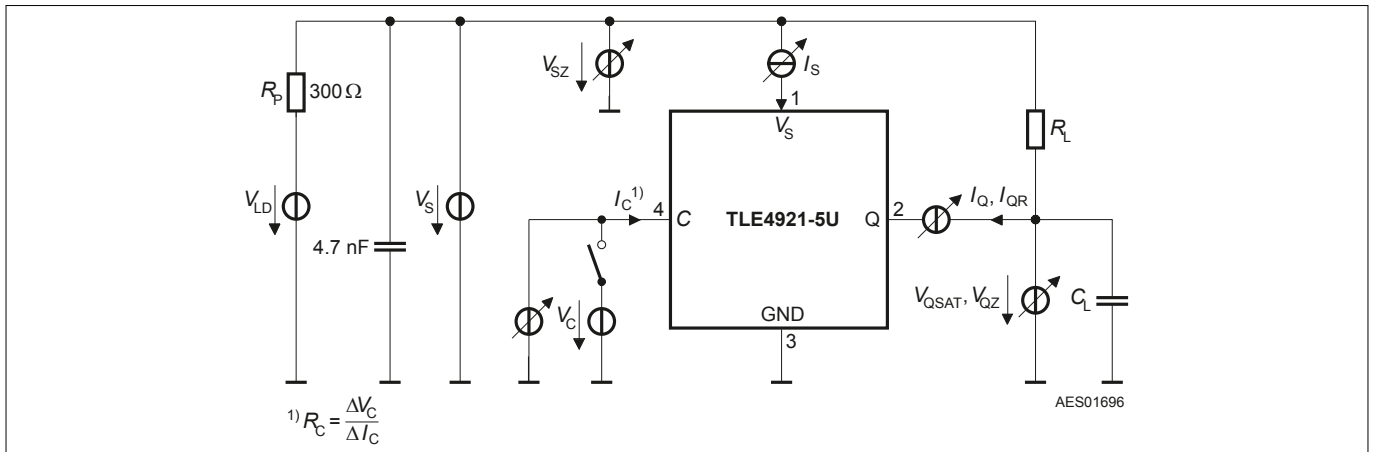 V_SZ
I_S
R_P
300 Ω
1
V_S
R_L
V_LD
V_S
I_C 1)
4
C
TLE4921-5U
Q
2
I_Q, I_QR
4.7 nF
V_C
V_QSAT, V_QZ
C_L
GND
3
AES01696
1) R_C = ΔV_C / ΔI_C